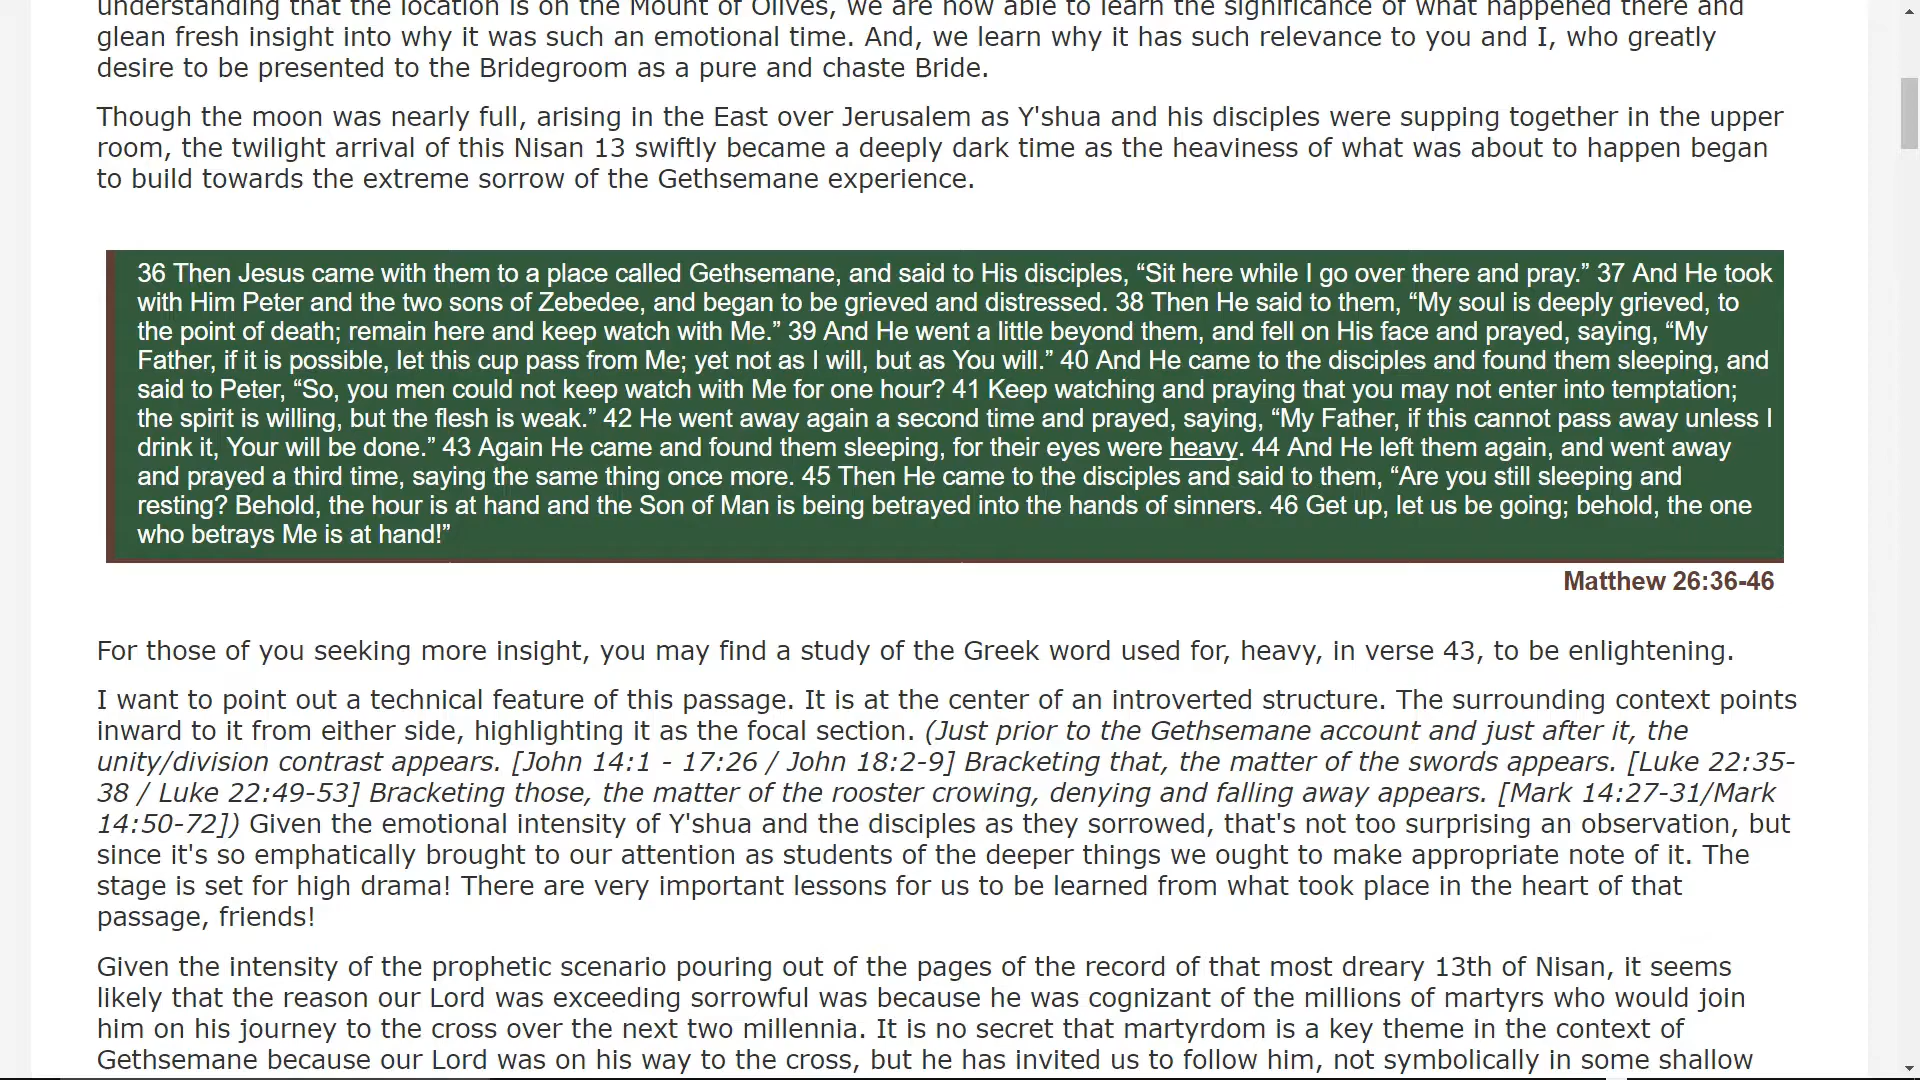 understanding that the location is on the Mount of Olives, we are now able to learn the significance of what happened there and
glean fresh insight into why it was such an emotional time. And, we learn why it has such relevance to you and I, who greatly
desire to be presented to the Bridegroom as a pure and chaste Bride.
Though the moon was nearly full, arising in the East over Jerusalem as Y'shua and his disciples were supping together in the upper
room, the twilight arrival of this Nisan 13 swiftly became a deeply dark time as the heaviness of what was about to happen began
to build towards the extreme sorrow of the Gethsemane experience.
36 Then Jesus came with them to a place called Gethsemane, and said to His disciples, “Sit here while I go over there and pray.” 37 And He took
with Him Peter and the two sons of Zebedee, and began to be grieved and distressed. 38 Then He said to them, “My soul is deeply grieved, to
the point of death; remain here and keep watch with Me.” 39 And He went a little beyond them, and fell on His face and prayed, saying, “My
Father, if it is possible, let this cup pass from Me; yet not as I will, but as You will.” 40 And He came to the disciples and found them sleeping, and
said to Peter, “So, you men could not keep watch with Me for one hour? 41 Keep watching and praying that you may not enter into temptation;
the spirit is willing, but the flesh is weak.” 42 He went away again a second time and prayed, saying, “My Father, if this cannot pass away unless I
drink it, Your will be done.” 43 Again He came and found them sleeping, for their eyes were heavy. 44 And He left them again, and went away
and prayed a third time, saying the same thing once more. 45 Then He came to the disciples and said to them, “Are you still sleeping and
resting? Behold, the hour is at hand and the Son of Man is being betrayed into the hands of sinners. 46 Get up, let us be going; behold, the one
who betrays Me is at hand!”
Matthew 26:36-46
For those of you seeking more insight, you may find a study of the Greek word used for, heavy, in verse 43, to be enlightening.
I want to point out a technical feature of this passage. It is at the center of an introverted structure. The surrounding context points
inward to it from either side, highlighting it as the focal section. (Just prior to the Gethsemane account and just after it, the
unity/division contrast appears. [John 14:1 - 17:26 / John 18:2-9] Bracketing that, the matter of the swords appears. [Luke 22:35-
38 / Luke 22:49-53] Bracketing those, the matter of the rooster crowing, denying and falling away appears. [Mark 14:27-31/Mark
14:50-72]) Given the emotional intensity of Y'shua and the disciples as they sorrowed, that's not too surprising an observation, but
since it's so emphatically brought to our attention as students of the deeper things we ought to make appropriate note of it. The
stage is set for high drama! There are very important lessons for us to be learned from what took place in the heart of that
passage, friends!
Given the intensity of the prophetic scenario pouring out of the pages of the record of that most dreary 13th of Nisan, it seems
likely that the reason our Lord was exceeding sorrowful was because he was cognizant of the millions of martyrs who would join
him on his journey to the cross over the next two millennia. It is no secret that martyrdom is a key theme in the context of
Gethsemane because our Lord was on his way to the cross, but he has invited us to follow him, not symbolically in some shallow